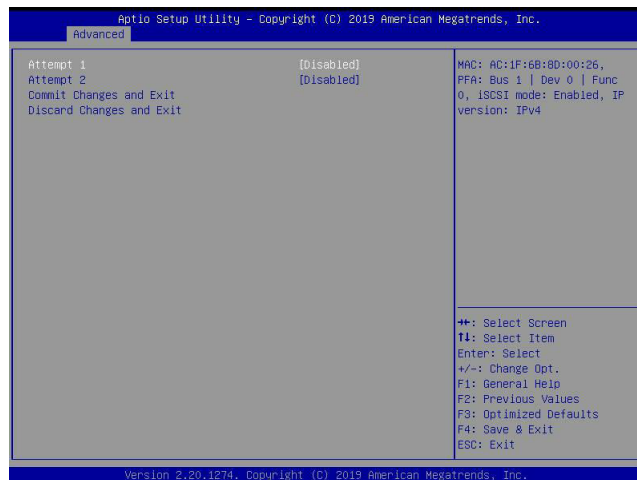 Aptio Setup Utility – Copyright (C) 2019 American Megatrends, Inc.
Advanced
Attempt 1 [Disabled]
Attempt 2 [Disabled]
Commit Changes and Exit
Discard Changes and Exit
MAC: AC:1F:6B:8D:00:26,
PFA: Bus 1 | Dev 0 | Func
0, iSCSI mode: Enabled, IP
version: IPv4
→←: Select Screen
↑↓: Select Item
Enter: Select
+/-: Change Opt.
F1: General Help
F2: Previous Values
F3: Optimized Defaults
F4: Save & Exit
ESC: Exit
Version 2.20.1274. Copyright (C) 2019 American Megatrends, Inc.